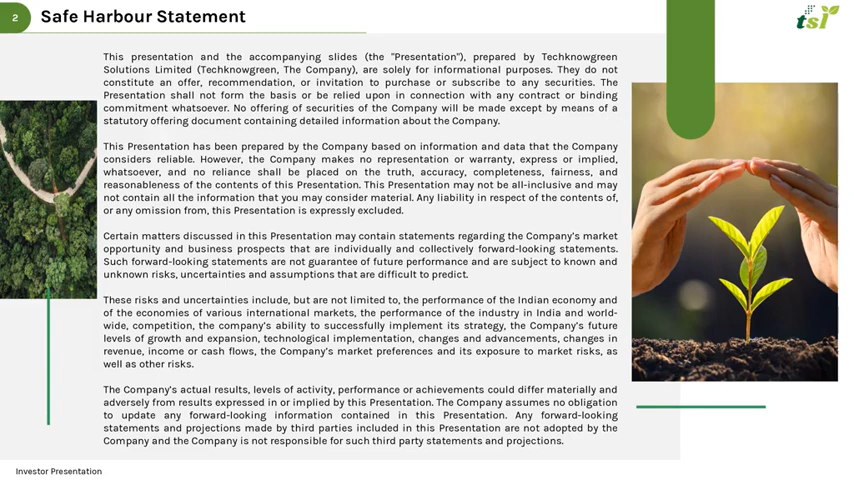 2
Safe Harbour Statement
tsl
This presentation and the accompanying slides (the "Presentation"), prepared by Techknowgreen
Solutions Limited (Techknowgreen, The Company), are solely for informational purposes. They do not
constitute an offer, recommendation, or invitation to purchase or subscribe to any securities. The
Presentation shall not form the basis or be relied upon in connection with any contract or binding
commitment whatsoever. No offering of securities of the Company will be made except by means of a
statutory offering document containing detailed information about the Company.
This Presentation has been prepared by the Company based on information and data that the Company
considers reliable. However, the Company makes no representation or warranty, express or implied,
whatsoever, and no reliance shall be placed on the truth, accuracy, completeness, fairness, and
reasonableness of the contents of this Presentation. This Presentation may not be all-inclusive and may
not contain all the information that you may consider material. Any liability in respect of the contents of,
or any omission from, this Presentation is expressly excluded.
Certain matters discussed in this Presentation may contain statements regarding the Company's market
opportunity and business prospects that are individually and collectively forward-looking statements.
Such forward-looking statements are not guarantee of future performance and are subject to known and
unknown risks, uncertainties and assumptions that are difficult to predict.
These risks and uncertainties include, but are not limited to, the performance of the Indian economy and
of the economies of various international markets, the performance of the industry in India and world-
wide, competition, the company's ability to successfully implement its strategy, the Company's future
levels of growth and expansion, technological implementation, changes and advancements, changes in
revenue, income or cash flows, the Company's market preferences and its exposure to market risks, as
well as other risks.
The Company's actual results, levels of activity, performance or achievements could differ materially and
adversely from results expressed in or implied by this Presentation. The Company assumes no obligation
to update any forward-looking information contained in this Presentation. Any forward-looking
statements and projections made by third parties included in this Presentation are not adopted by the
Company and the Company is not responsible for such third party statements and projections.
Investor Presentation